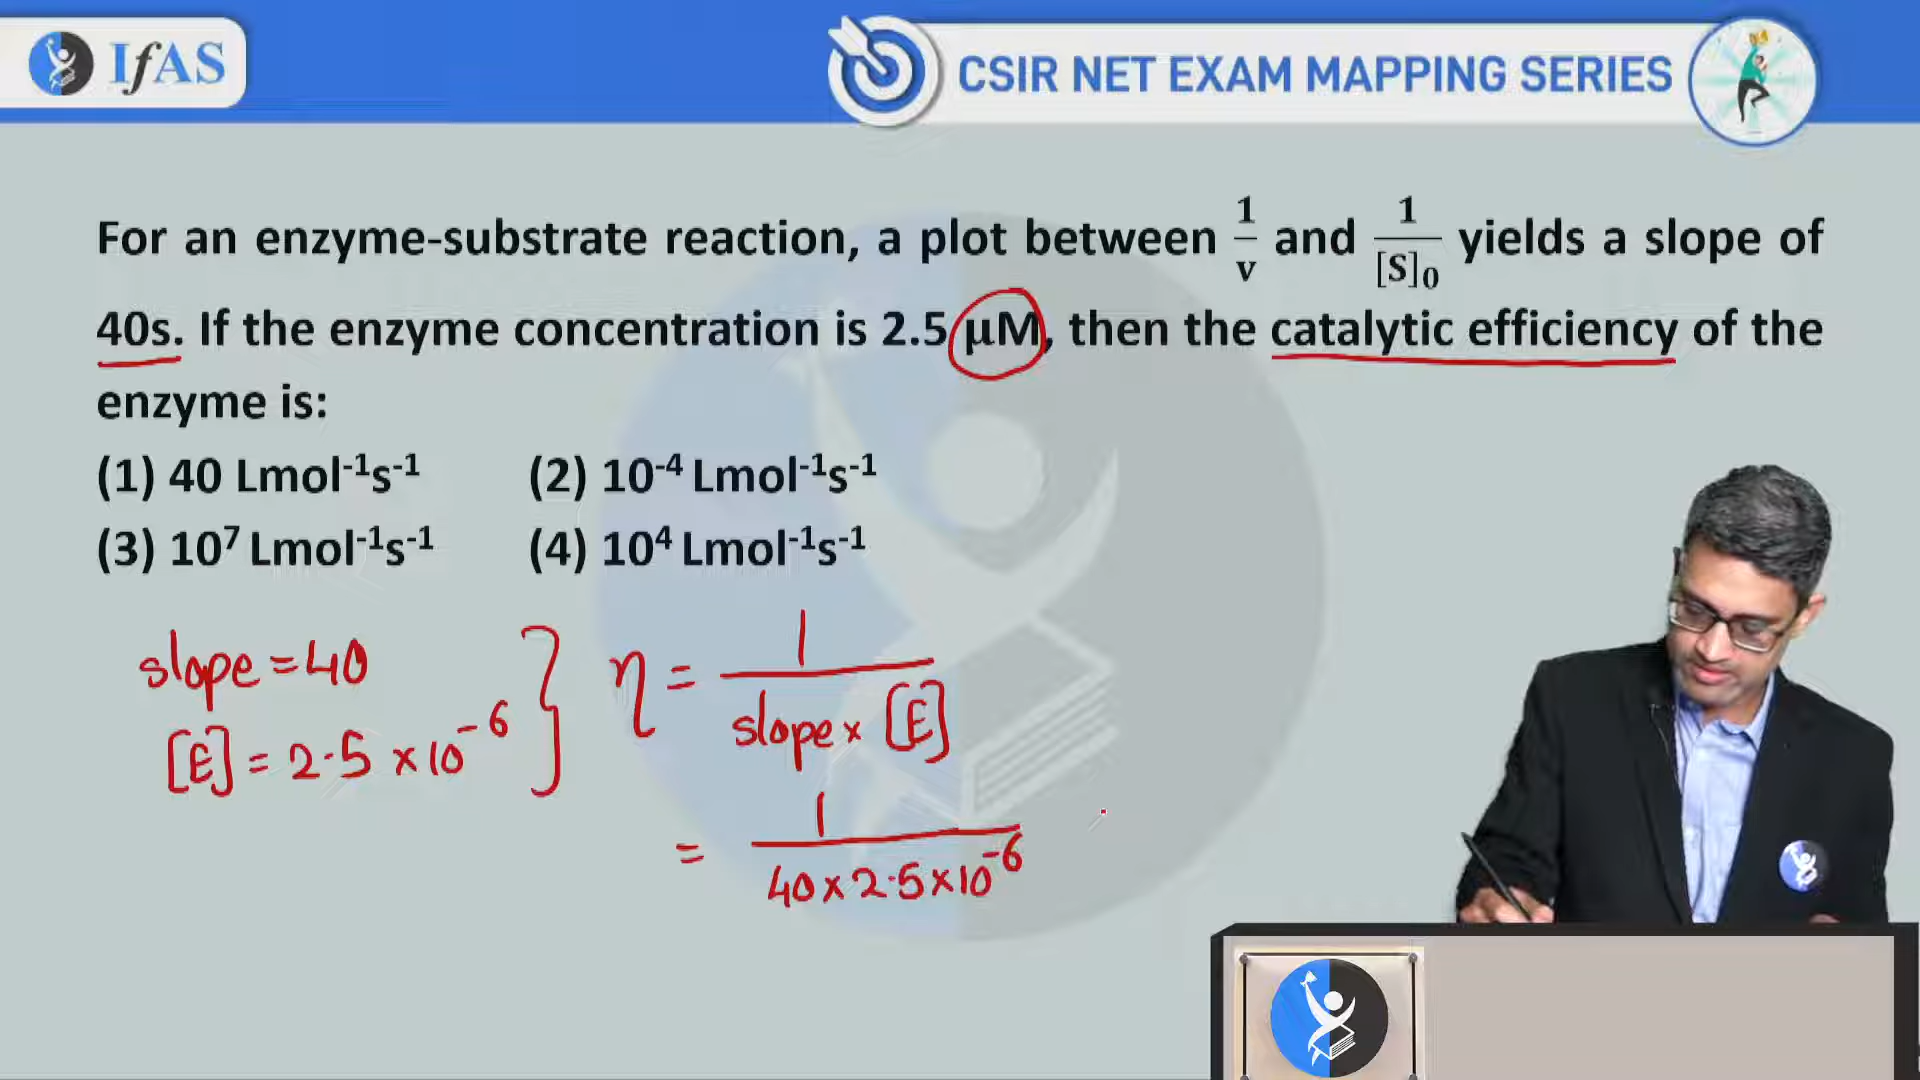 IfAS
CSIR NET EXAM MAPPING SERIES
For an enzyme-substrate reaction, a plot between 1/v and 1/[S]₀ yields a slope of
40s. If the enzyme concentration is 2.5 μM, then the catalytic efficiency of the
enzyme is:
(1) 40 Lmol⁻¹s⁻¹ (2) 10⁻⁴ Lmol⁻¹s⁻¹
(3) 10⁷ Lmol⁻¹s⁻¹ (4) 10⁴ Lmol⁻¹s⁻¹
slope = 40
[E] = 2.5 × 10⁻⁶
η = 1 / slope × [E]
= 1 / 40 × 2.5 × 10⁻⁶